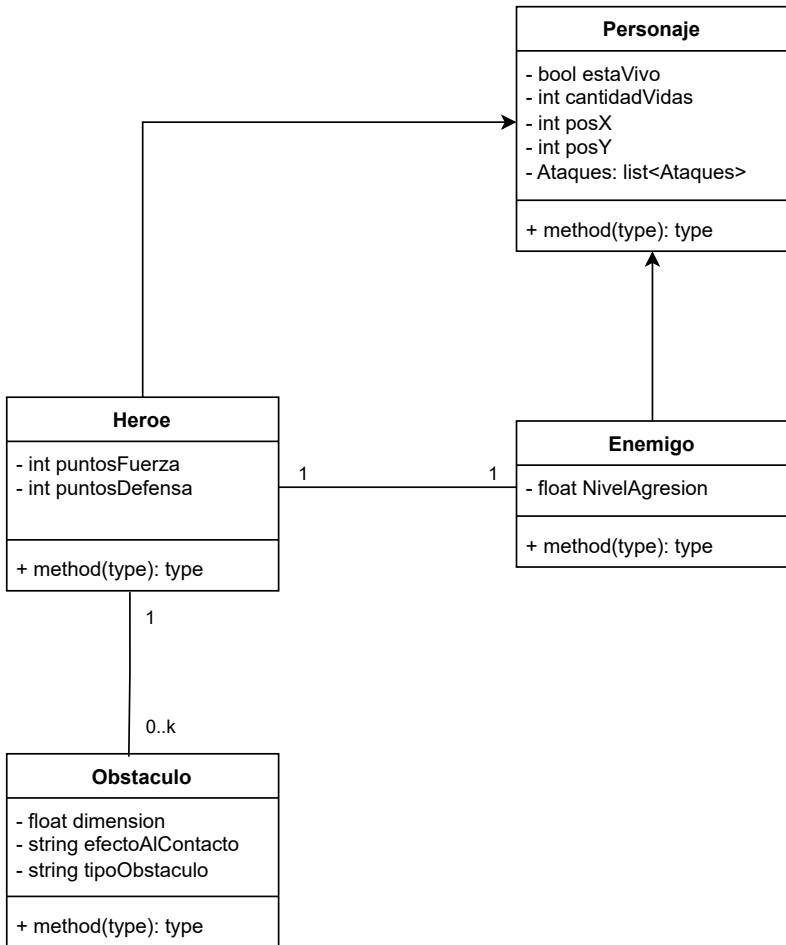 Personaje
- bool estaVivo
- int cantidadVidas
- int posX
- int posY
- Ataques: list<Ataques>
+ method(type): type
Heroe
- int puntosFuerza
- int puntosDefensa
+ method(type): type
1
1
Enemigo
- float NivelAgresion
+ method(type): type
1
0..k
Obstaculo
- float dimension
- string efectoAlContacto
- string tipoObstaculo
+ method(type): type